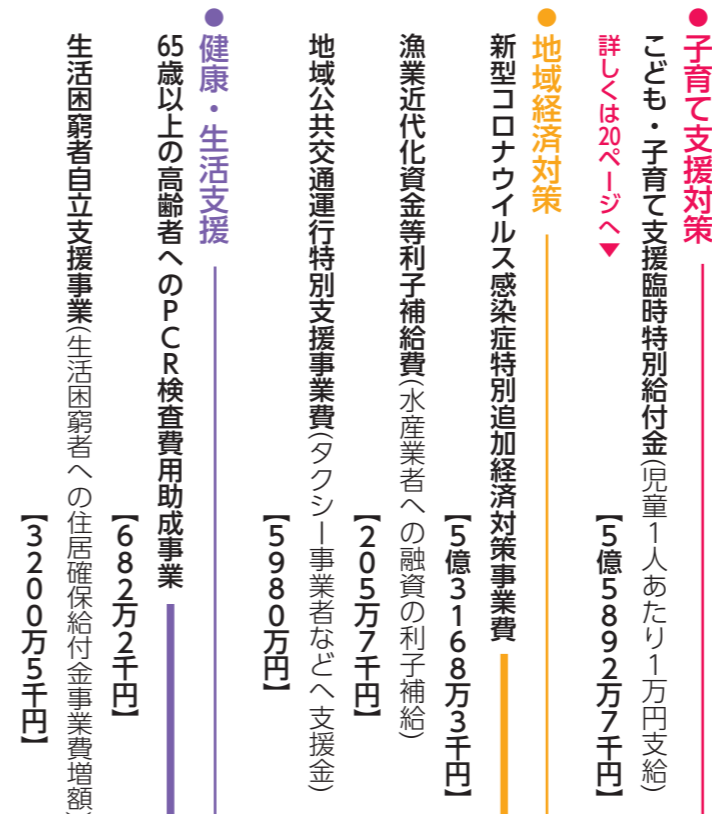 ●子育て支援対策
こども・子育て支援臨時特別給付金(児童1人あたり1万円支給)
【5億5892万7千円】
詳しくは20ページへ▼
●地域経済対策
新型コロナウイルス感染症特別追加経済対策事業費
【5億3168万3千円】
漁業近代化資金等利子補給費(水産業者への融資の利子補給)
【205万7千円】
地域公共交通運行特別支援事業費(タクシー事業者などへ支援金)
【5980万円】
●健康・生活支援
65歳以上の高齢者へのPCR検査費用助成事業
【682万2千円】
生活困窮者自立支援事業(生活困窮者への住居確保給付金事業費増額)
【3200万5千円】